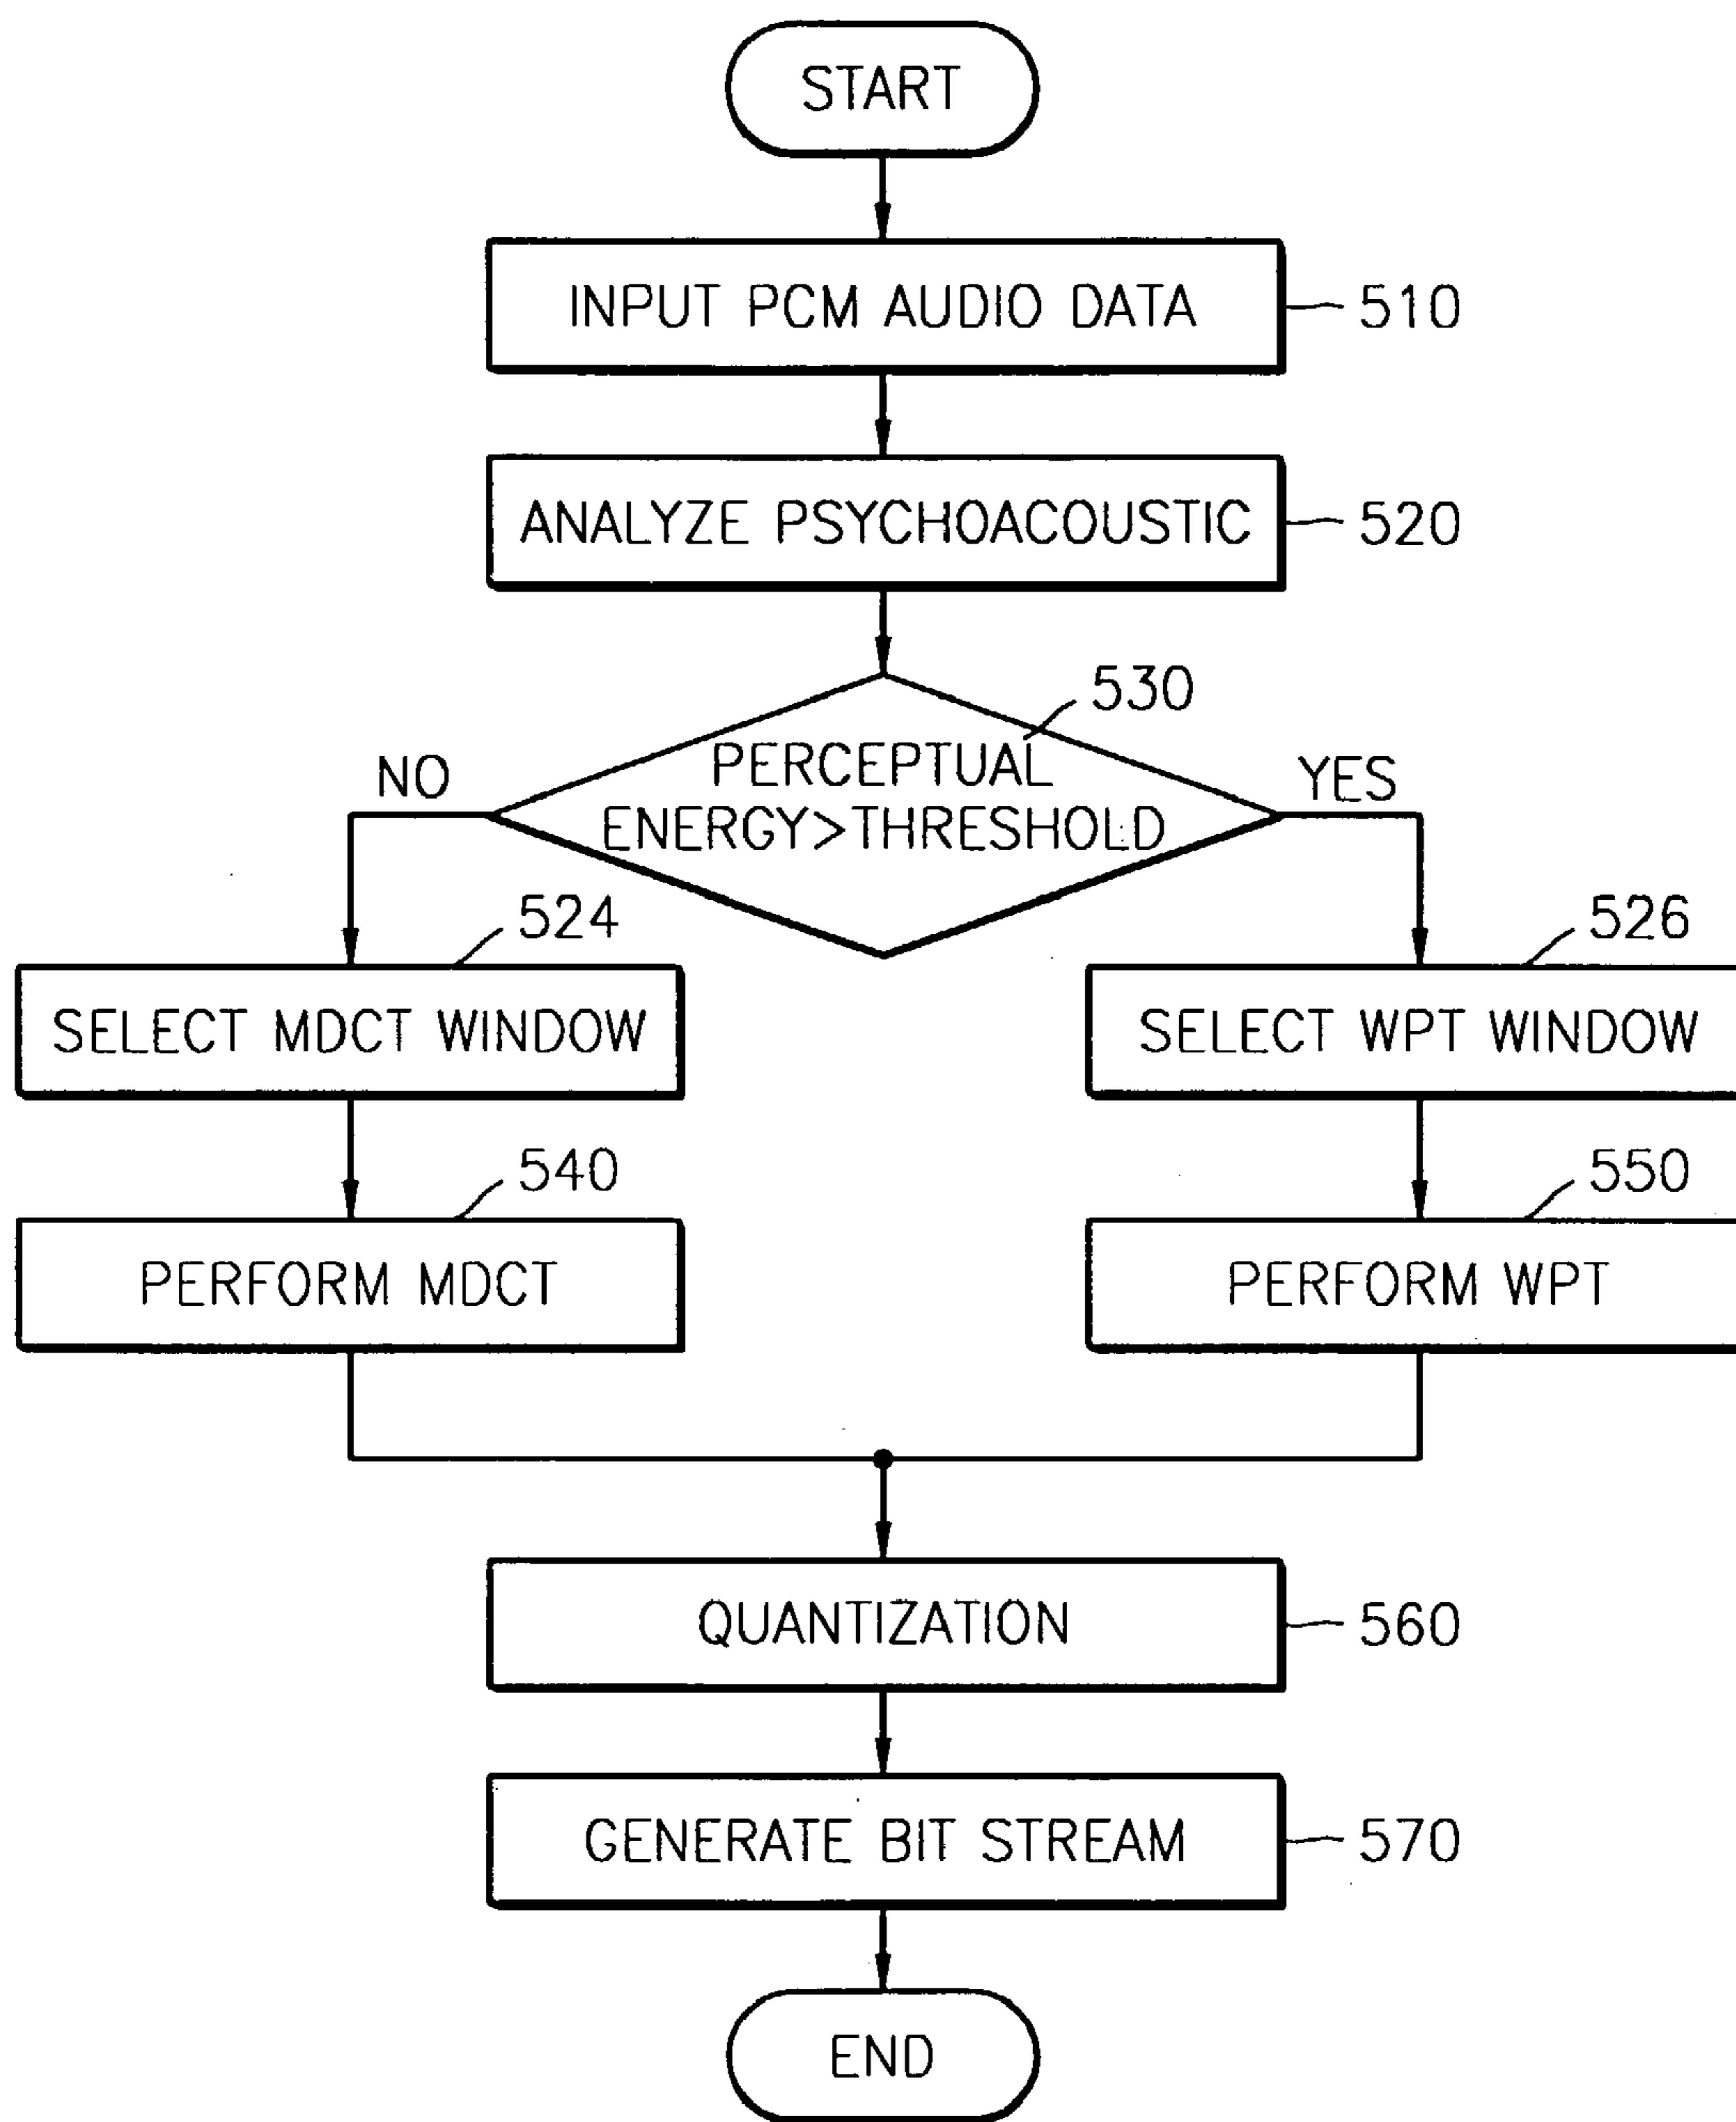 START
INPUT PCM AUDIO DATA
510
ANALYZE PSYCHOACOUSTIC
520
530
PERCEPTUAL
ENERGY>THRESHOLD
NO
YES
524
526
SELECT MDCT WINDOW
SELECT WPT WINDOW
540
550
PERFORM MDCT
PERFORM WPT
QUANTIZATION
560
GENERATE BIT STREAM
570
END